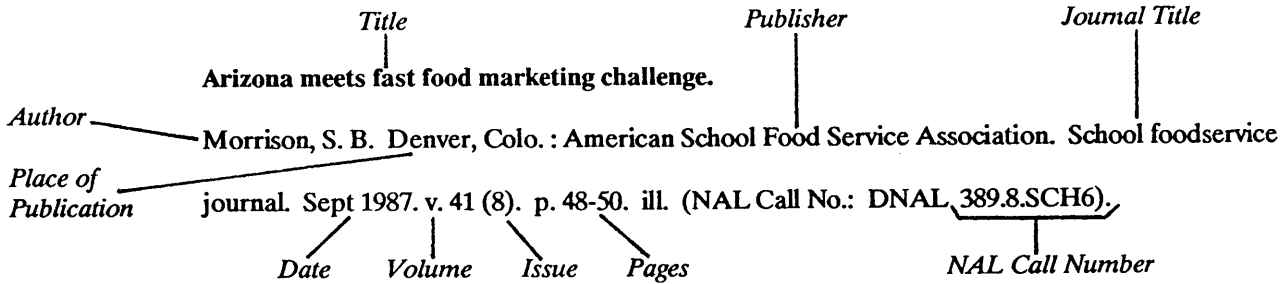 Title Publisher Journal Title
Arizona meets fast food marketing challenge.
Author
Morrison, S. B. Denver, Colo. : American School Food Service Association. School foodservice
Place of
Publication
journal. Sept 1987. v. 41 (8). p. 48-50. ill. (NAL Call No.: DNAL 389.8.SCH6).
Date Volume Issue Pages NAL Call Number